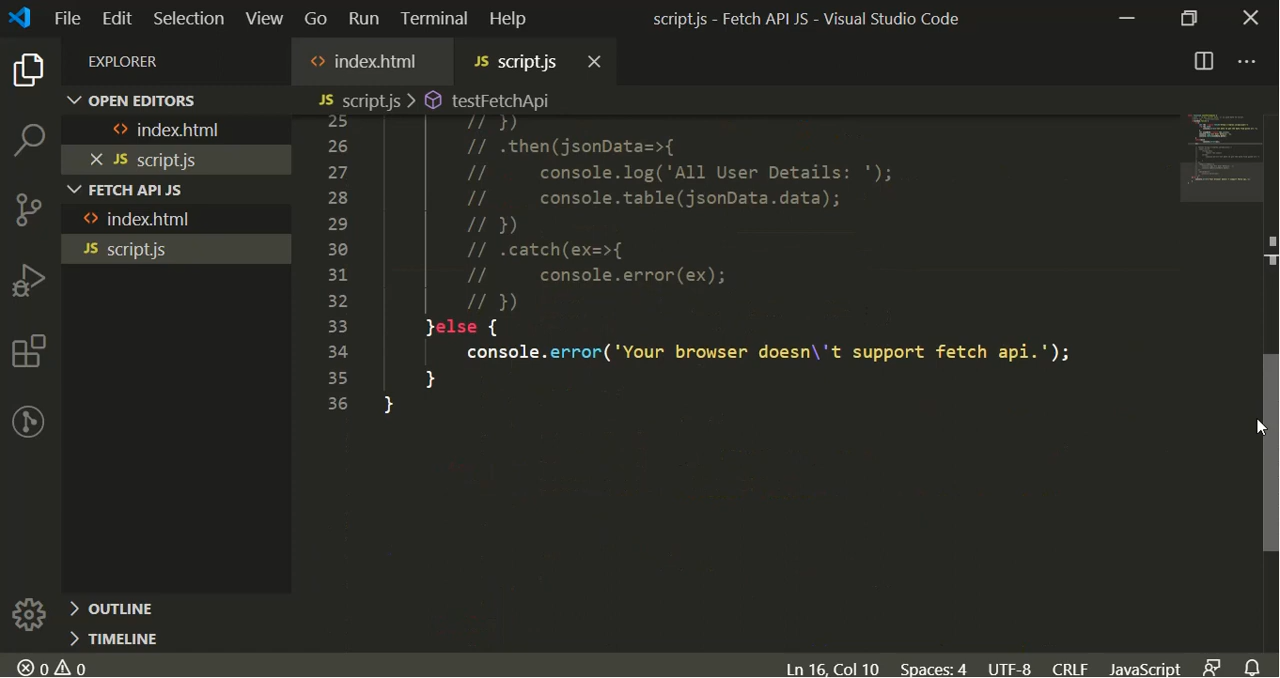 File Edit Selection View Go Run Terminal Help script.js - Fetch API JS - Visual Studio Code
EXPLORER
OPEN EDITORS
<> index.html
JS script.js
FETCH API JS
<> index.html
JS script.js
OUTLINE
TIMELINE
<> index.html JS script.js
JS script.js > testFetchApi
25 // })
26 // .then(jsonData=>{
27 // console.log('All User Details: ');
28 // console.table(jsonData.data);
29 // })
30 // .catch(ex=>{
31 // console.error(ex);
32 // })
33 }else {
34 console.error('Your browser doesn\'t support fetch api.');
35 }
36 }
0 0 Ln 16, Col 10 Spaces: 4 UTF-8 CRLF JavaScript